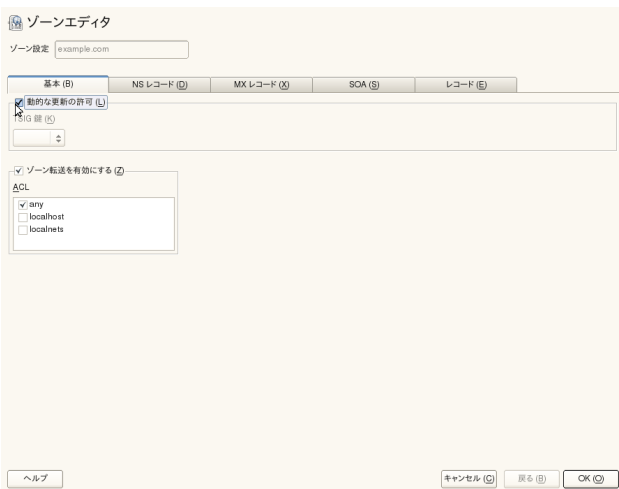 ゾーンエディタ
ゾーン設定 example.com
基本 (B) NS レコード (D) MX レコード (X) SOA (S) レコード (E)
動的な更新の許可 (L)
TSIG 鍵 (K)
ゾーン転送を有効にする (Z)
ACL
any
localhost
localnets
ヘルプ キャンセル (C) 戻る (B) OK (O)